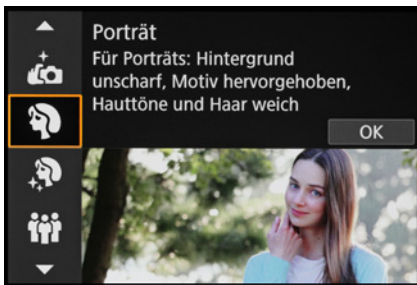 Porträt
Für Porträts: Hintergrund
unscharf, Motiv hervorgehoben,
Hauttöne und Haar weich
OK